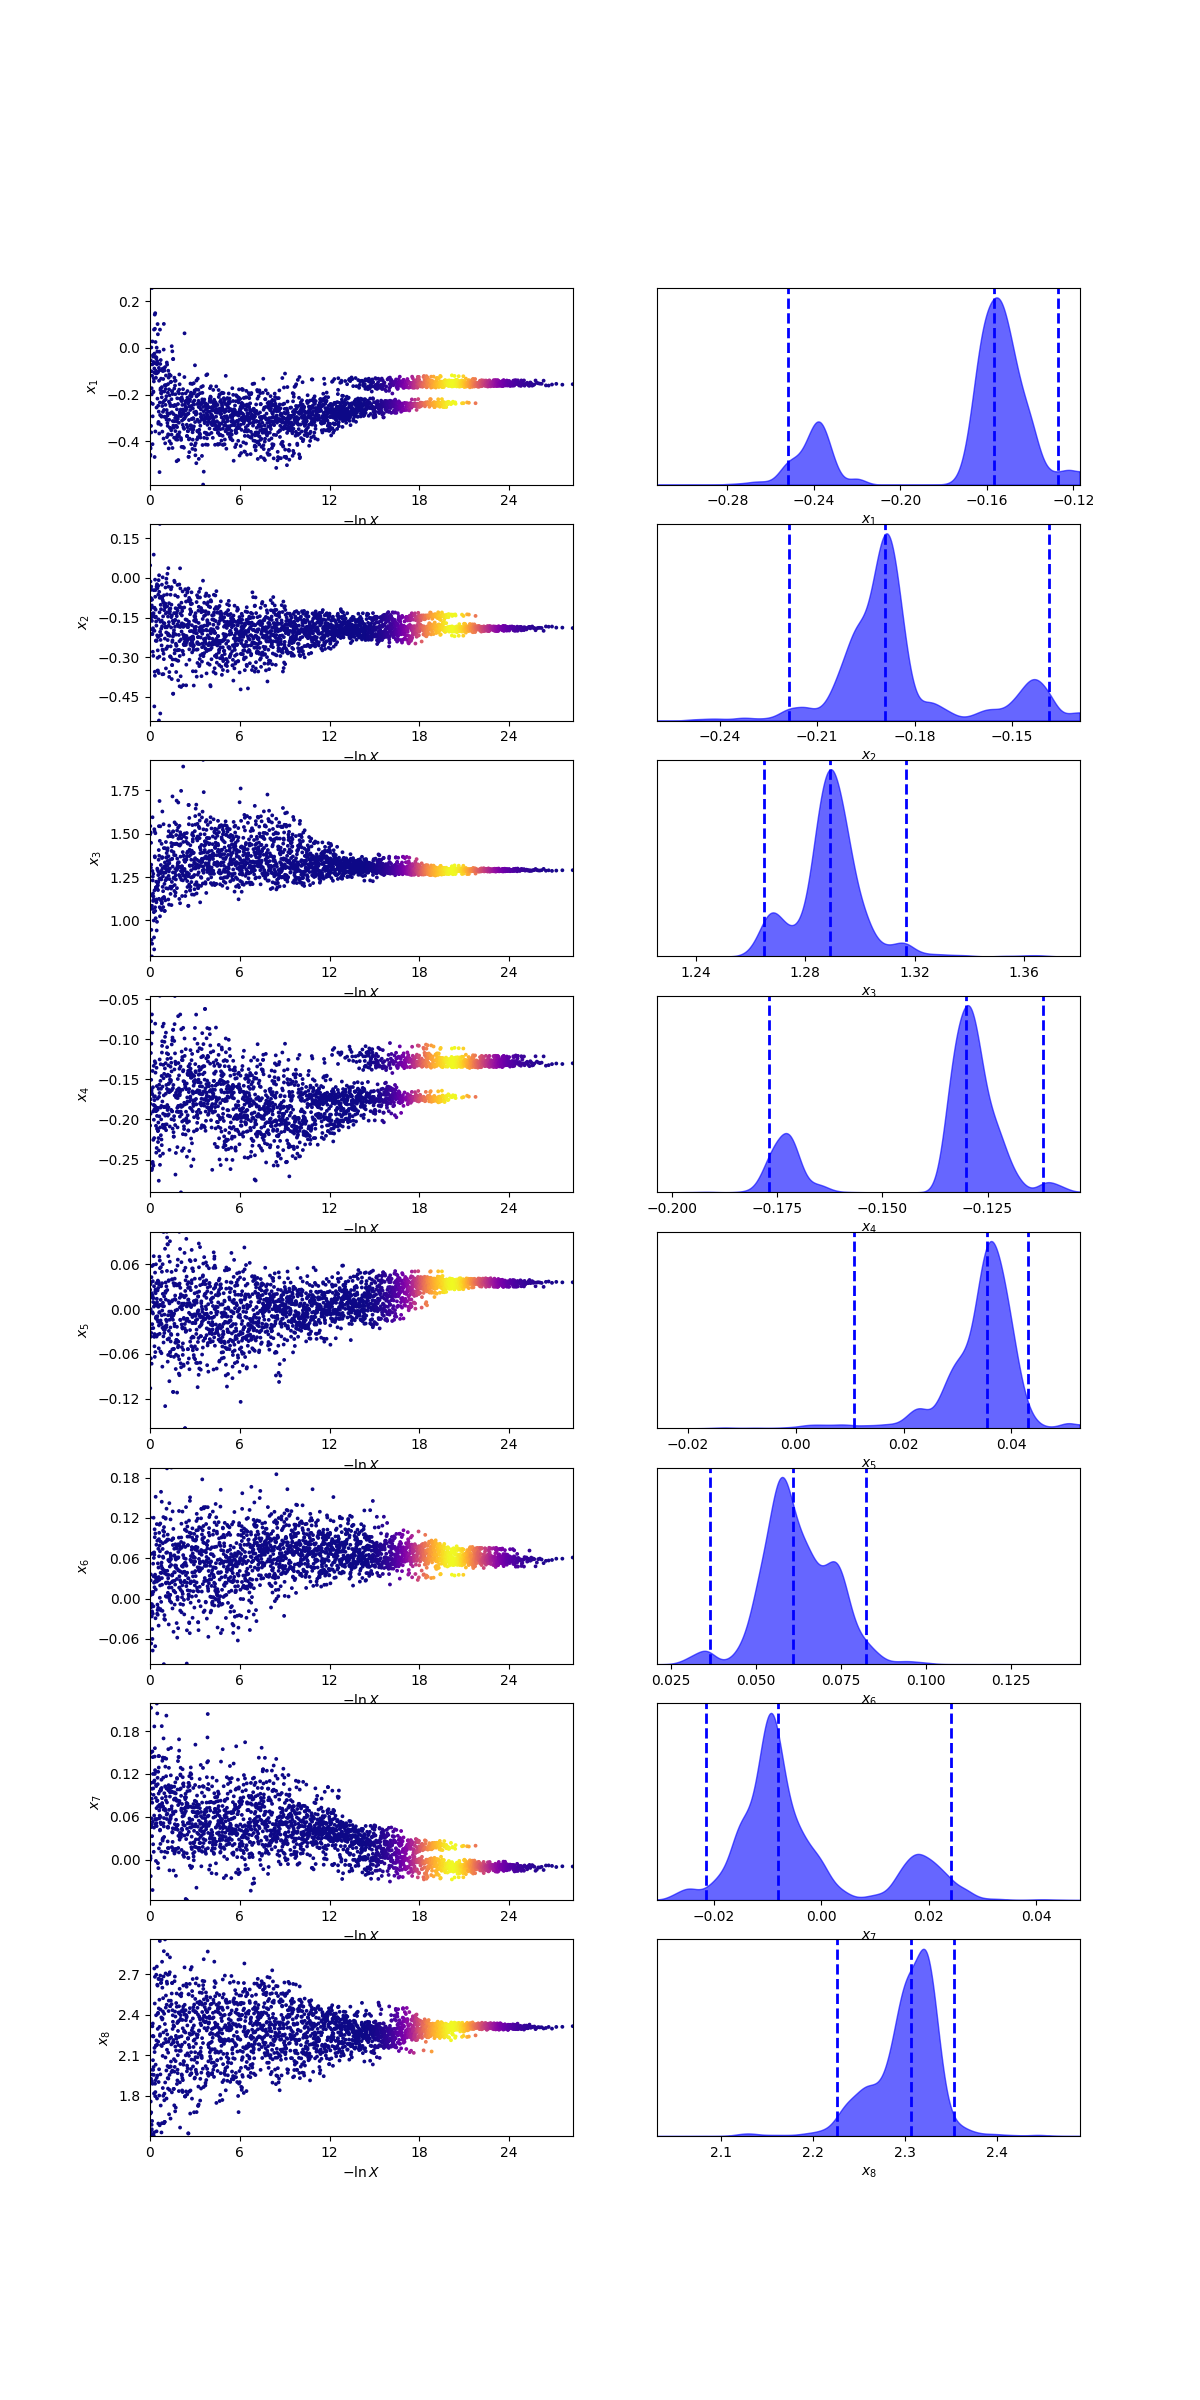 0.2
0.0
−0.2
−0.4
x₁
0 6 12 18 24
−ln X
−0.28 −0.24 −0.20 −0.16 −0.12
x₁
0.15
0.00
−0.15
−0.30
−0.45
x₂
0 6 12 18 24
−ln X
−0.24 −0.21 −0.18 −0.15
x₂
1.75
1.50
1.25
1.00
x₃
0 6 12 18 24
−ln X
1.24 1.28 1.32 1.36
x₃
−0.05
−0.10
−0.15
−0.20
−0.25
x₄
0 6 12 18 24
−ln X
−0.200 −0.175 −0.150 −0.125
x₄
0.06
0.00
−0.06
−0.12
x₅
0 6 12 18 24
−ln X
−0.02 0.00 0.02 0.04
x₅
0.18
0.12
0.06
0.00
−0.06
x₆
0 6 12 18 24
−ln X
0.025 0.050 0.075 0.100 0.125
x₆
0.18
0.12
0.06
0.00
x₇
0 6 12 18 24
−ln X
−0.02 0.00 0.02 0.04
x₇
2.7
2.4
2.1
1.8
x₈
0 6 12 18 24
−ln X
2.1 2.2 2.3 2.4
x₈